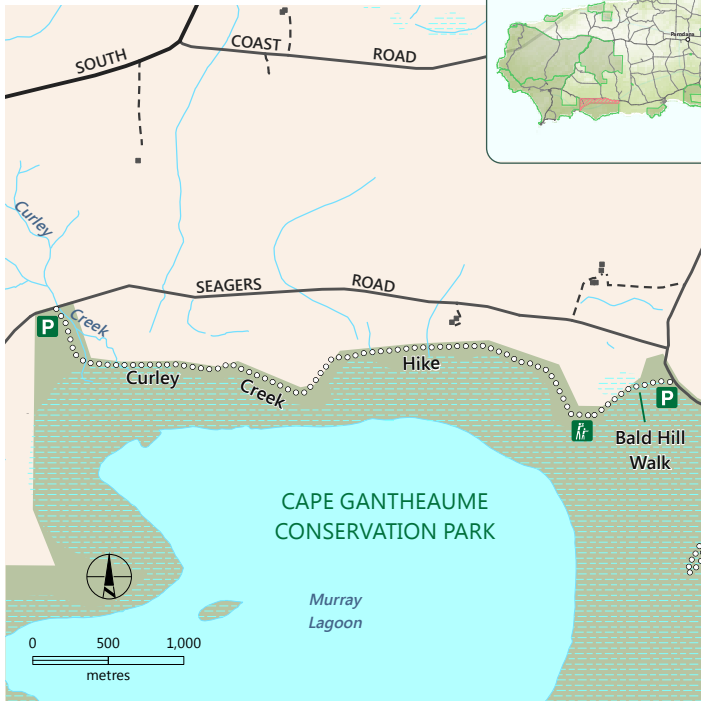 SOUTH COAST ROAD
Parndana
Curley
Creek
SEAGERS ROAD
P
Curley Creek Hike
P
Bald Hill
Walk
CAPE GANTHEAUME
CONSERVATION PARK
Murray
Lagoon
0 500 1,000
metres